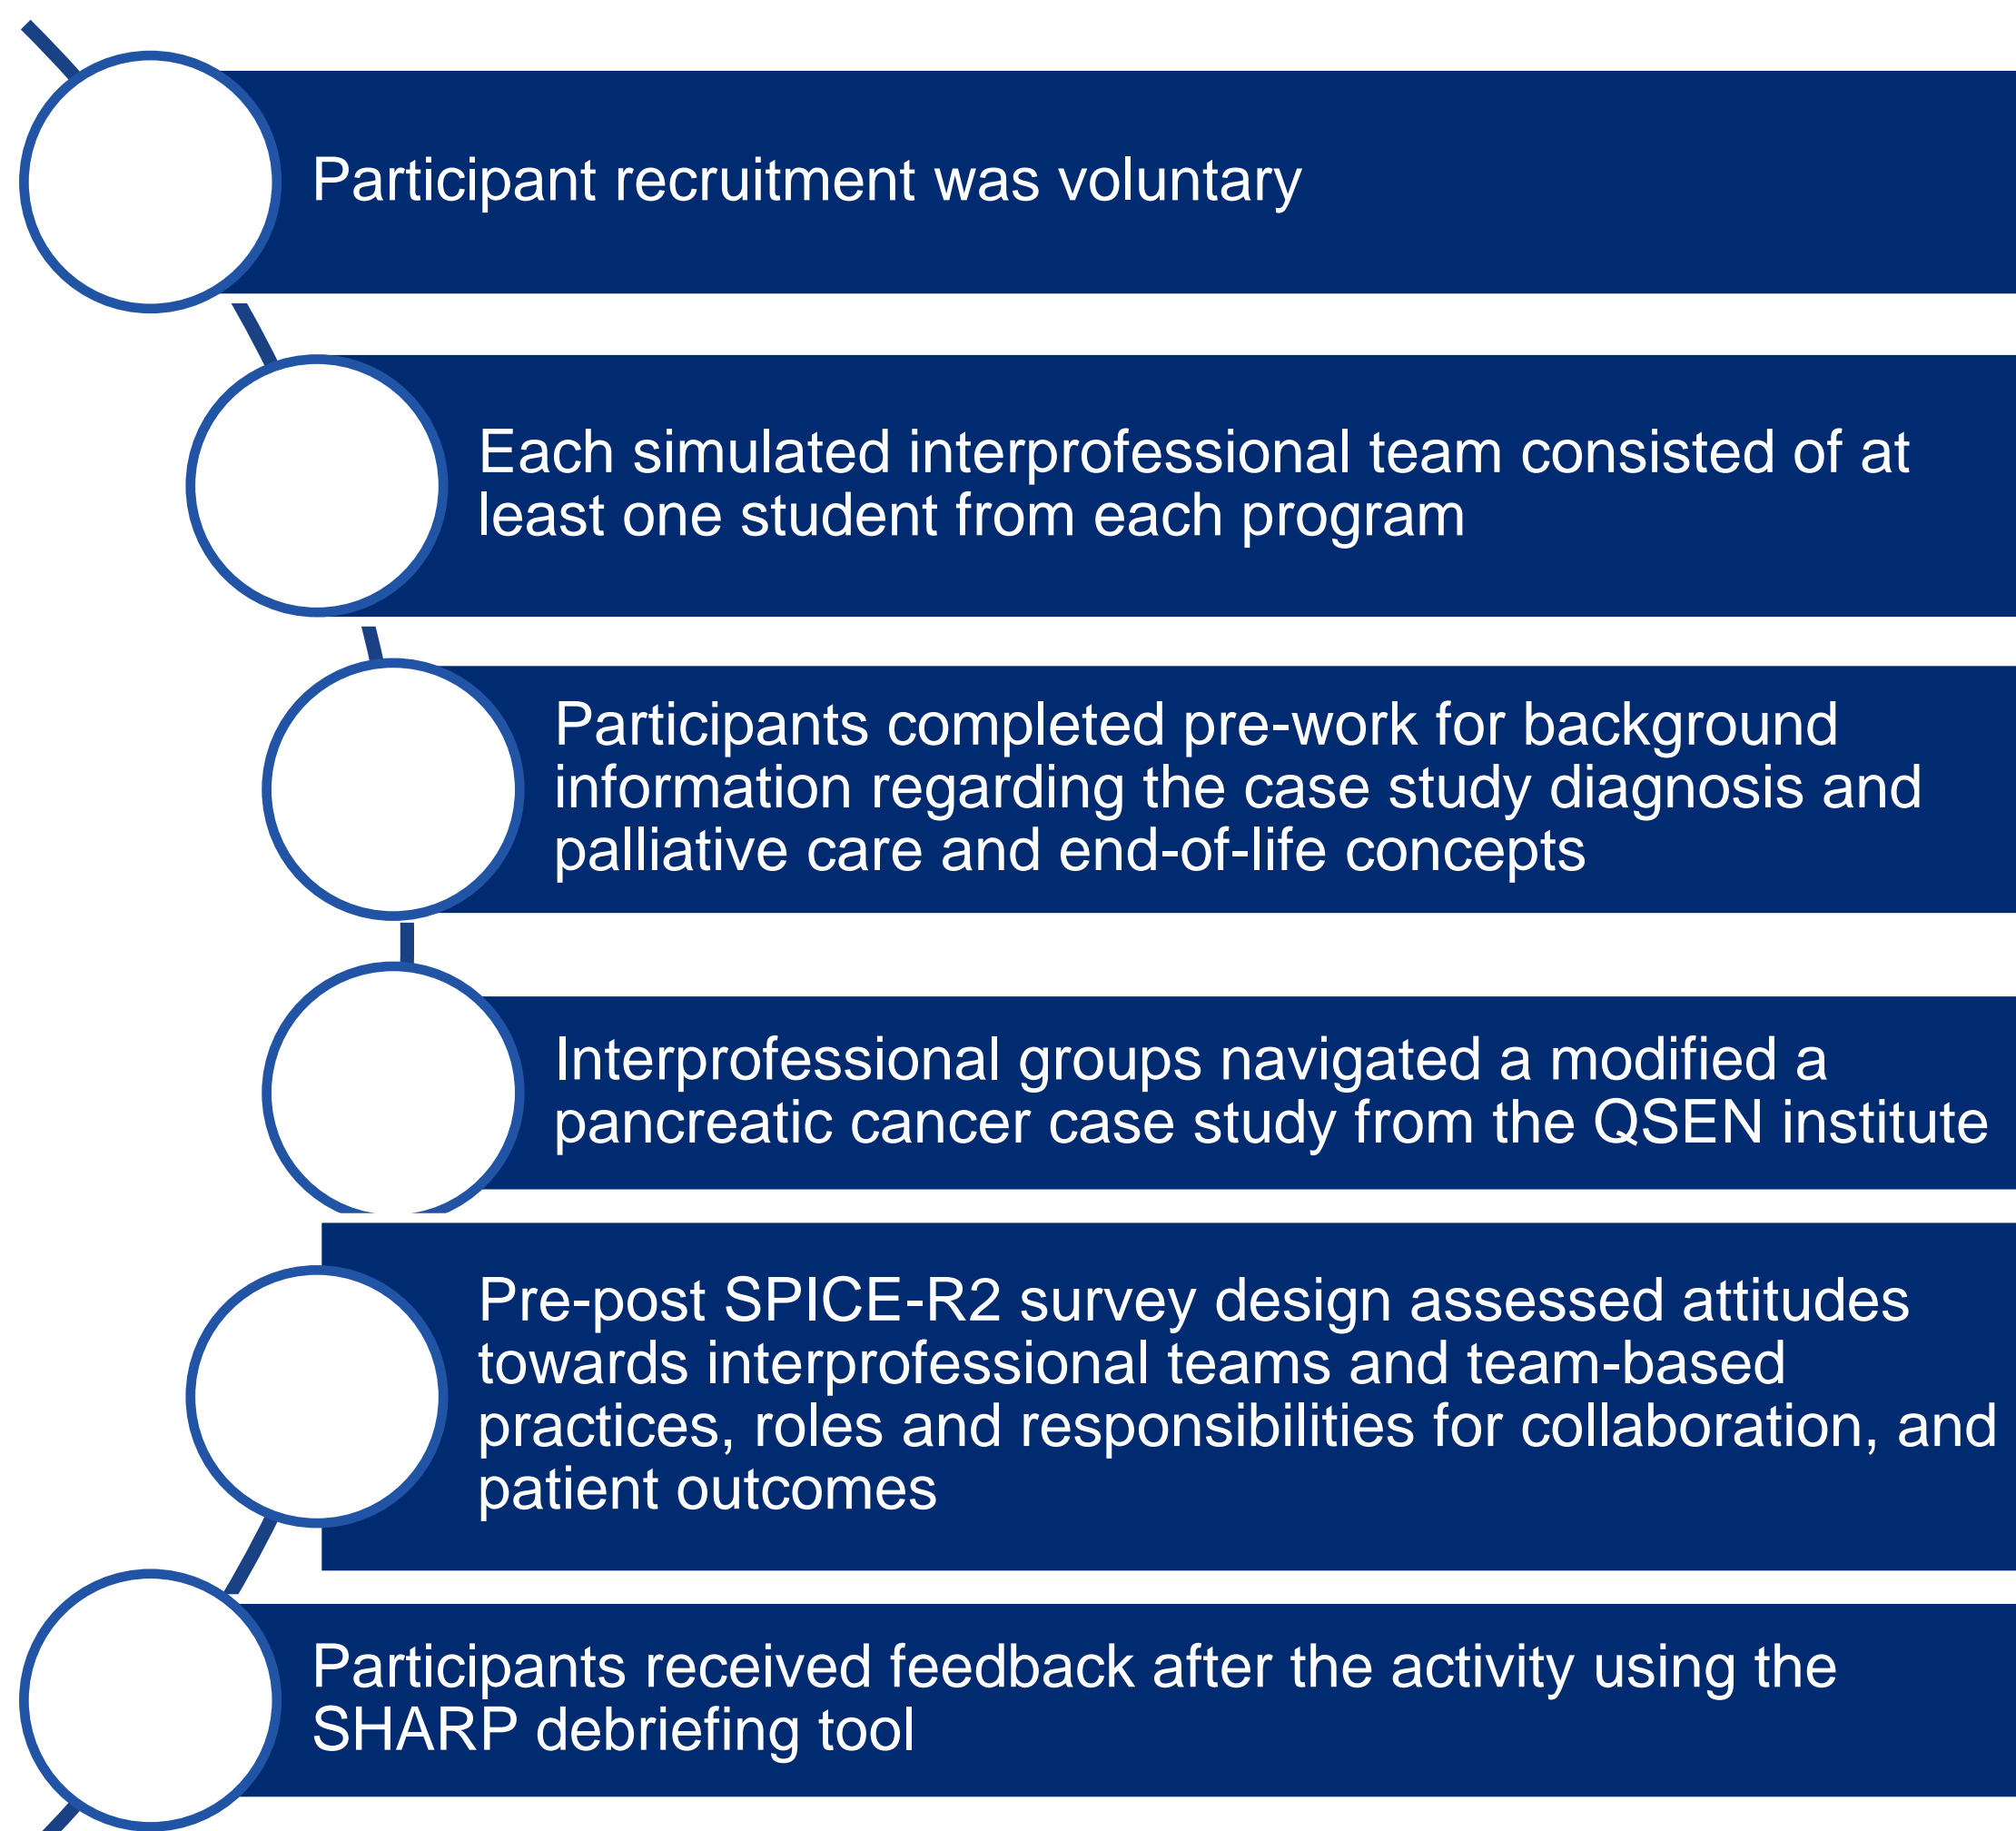 Participant recruitment was voluntary
Each simulated interprofessional team consisted of at
least one student from each program
Participants completed pre-work for background
information regarding the case study diagnosis and
palliative care and end-of-life concepts
Interprofessional groups navigated a modified a
pancreatic cancer case study from the QSEN institute
Pre-post SPICE-R2 survey design assessed attitudes
towards interprofessional teams and team-based
practices, roles and responsibilities for collaboration, and
patient outcomes
Participants received feedback after the activity using the
SHARP debriefing tool